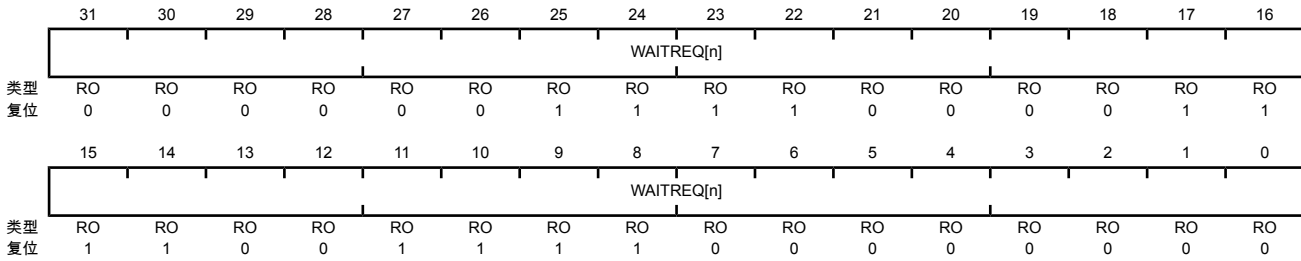 31 30 29 28 27 26 25 24 23 22 21 20 19 18 17 16
WAITREQ[n]
类型 RO RO RO RO RO RO RO RO RO RO RO RO RO RO RO RO
复位 0 0 0 0 0 0 1 1 1 1 0 0 0 0 1 1
15 14 13 12 11 10 9 8 7 6 5 4 3 2 1 0
WAITREQ[n]
类型 RO RO RO RO RO RO RO RO RO RO RO RO RO RO RO RO
复位 1 1 0 0 1 1 1 1 0 0 0 0 0 0 0 0